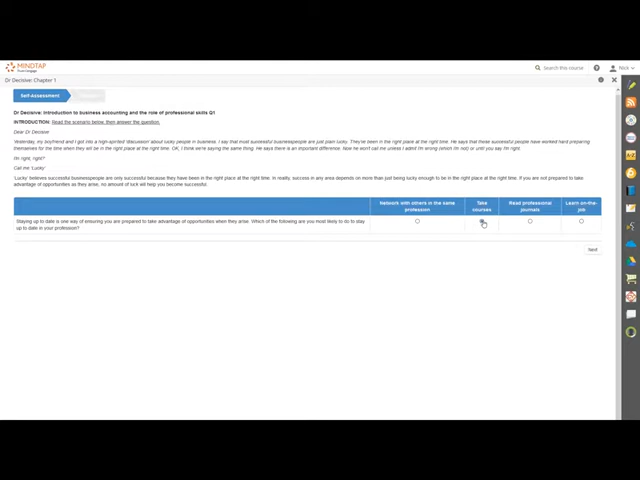 MINDTAP
From Cengage
Search this course
Nick
Dr Decisive: Chapter 1
Self-Assessment
Dr Decisive: Introduction to business accounting and the role of professional skills Q1
INTRODUCTION: Read the scenario below, then answer the question.
Dear Dr Decisive
Yesterday, my boyfriend and I got into a high-spirited 'discussion' about lucky people in business. I say that most successful businesspeople are just plain lucky. They've been in the right place at the right time. He says that these successful people have worked hard preparing
themselves for the time when they will be in the right place at the right time. OK, I think we're saying the same thing. He says there is an important difference. Now he won't call me unless I admit I'm wrong (which I'm not) or until you say I'm right.
I'm right, right?
Call me 'Lucky'
'Lucky' believes successful businesspeople are only successful because they have been in the right place at the right time. In reality, success in any area depends on more than just being lucky enough to be in the right place at the right time. If you are not prepared to take
advantage of opportunities as they arise, no amount of luck will help you become successful.
Network with others in the same profession
Take courses
Read professional journals
Learn on-the-job
Staying up to date is one way of ensuring you are prepared to take advantage of opportunities when they arise. Which of the following are you most likely to do to stay
up to date in your profession?
Next
A-Z